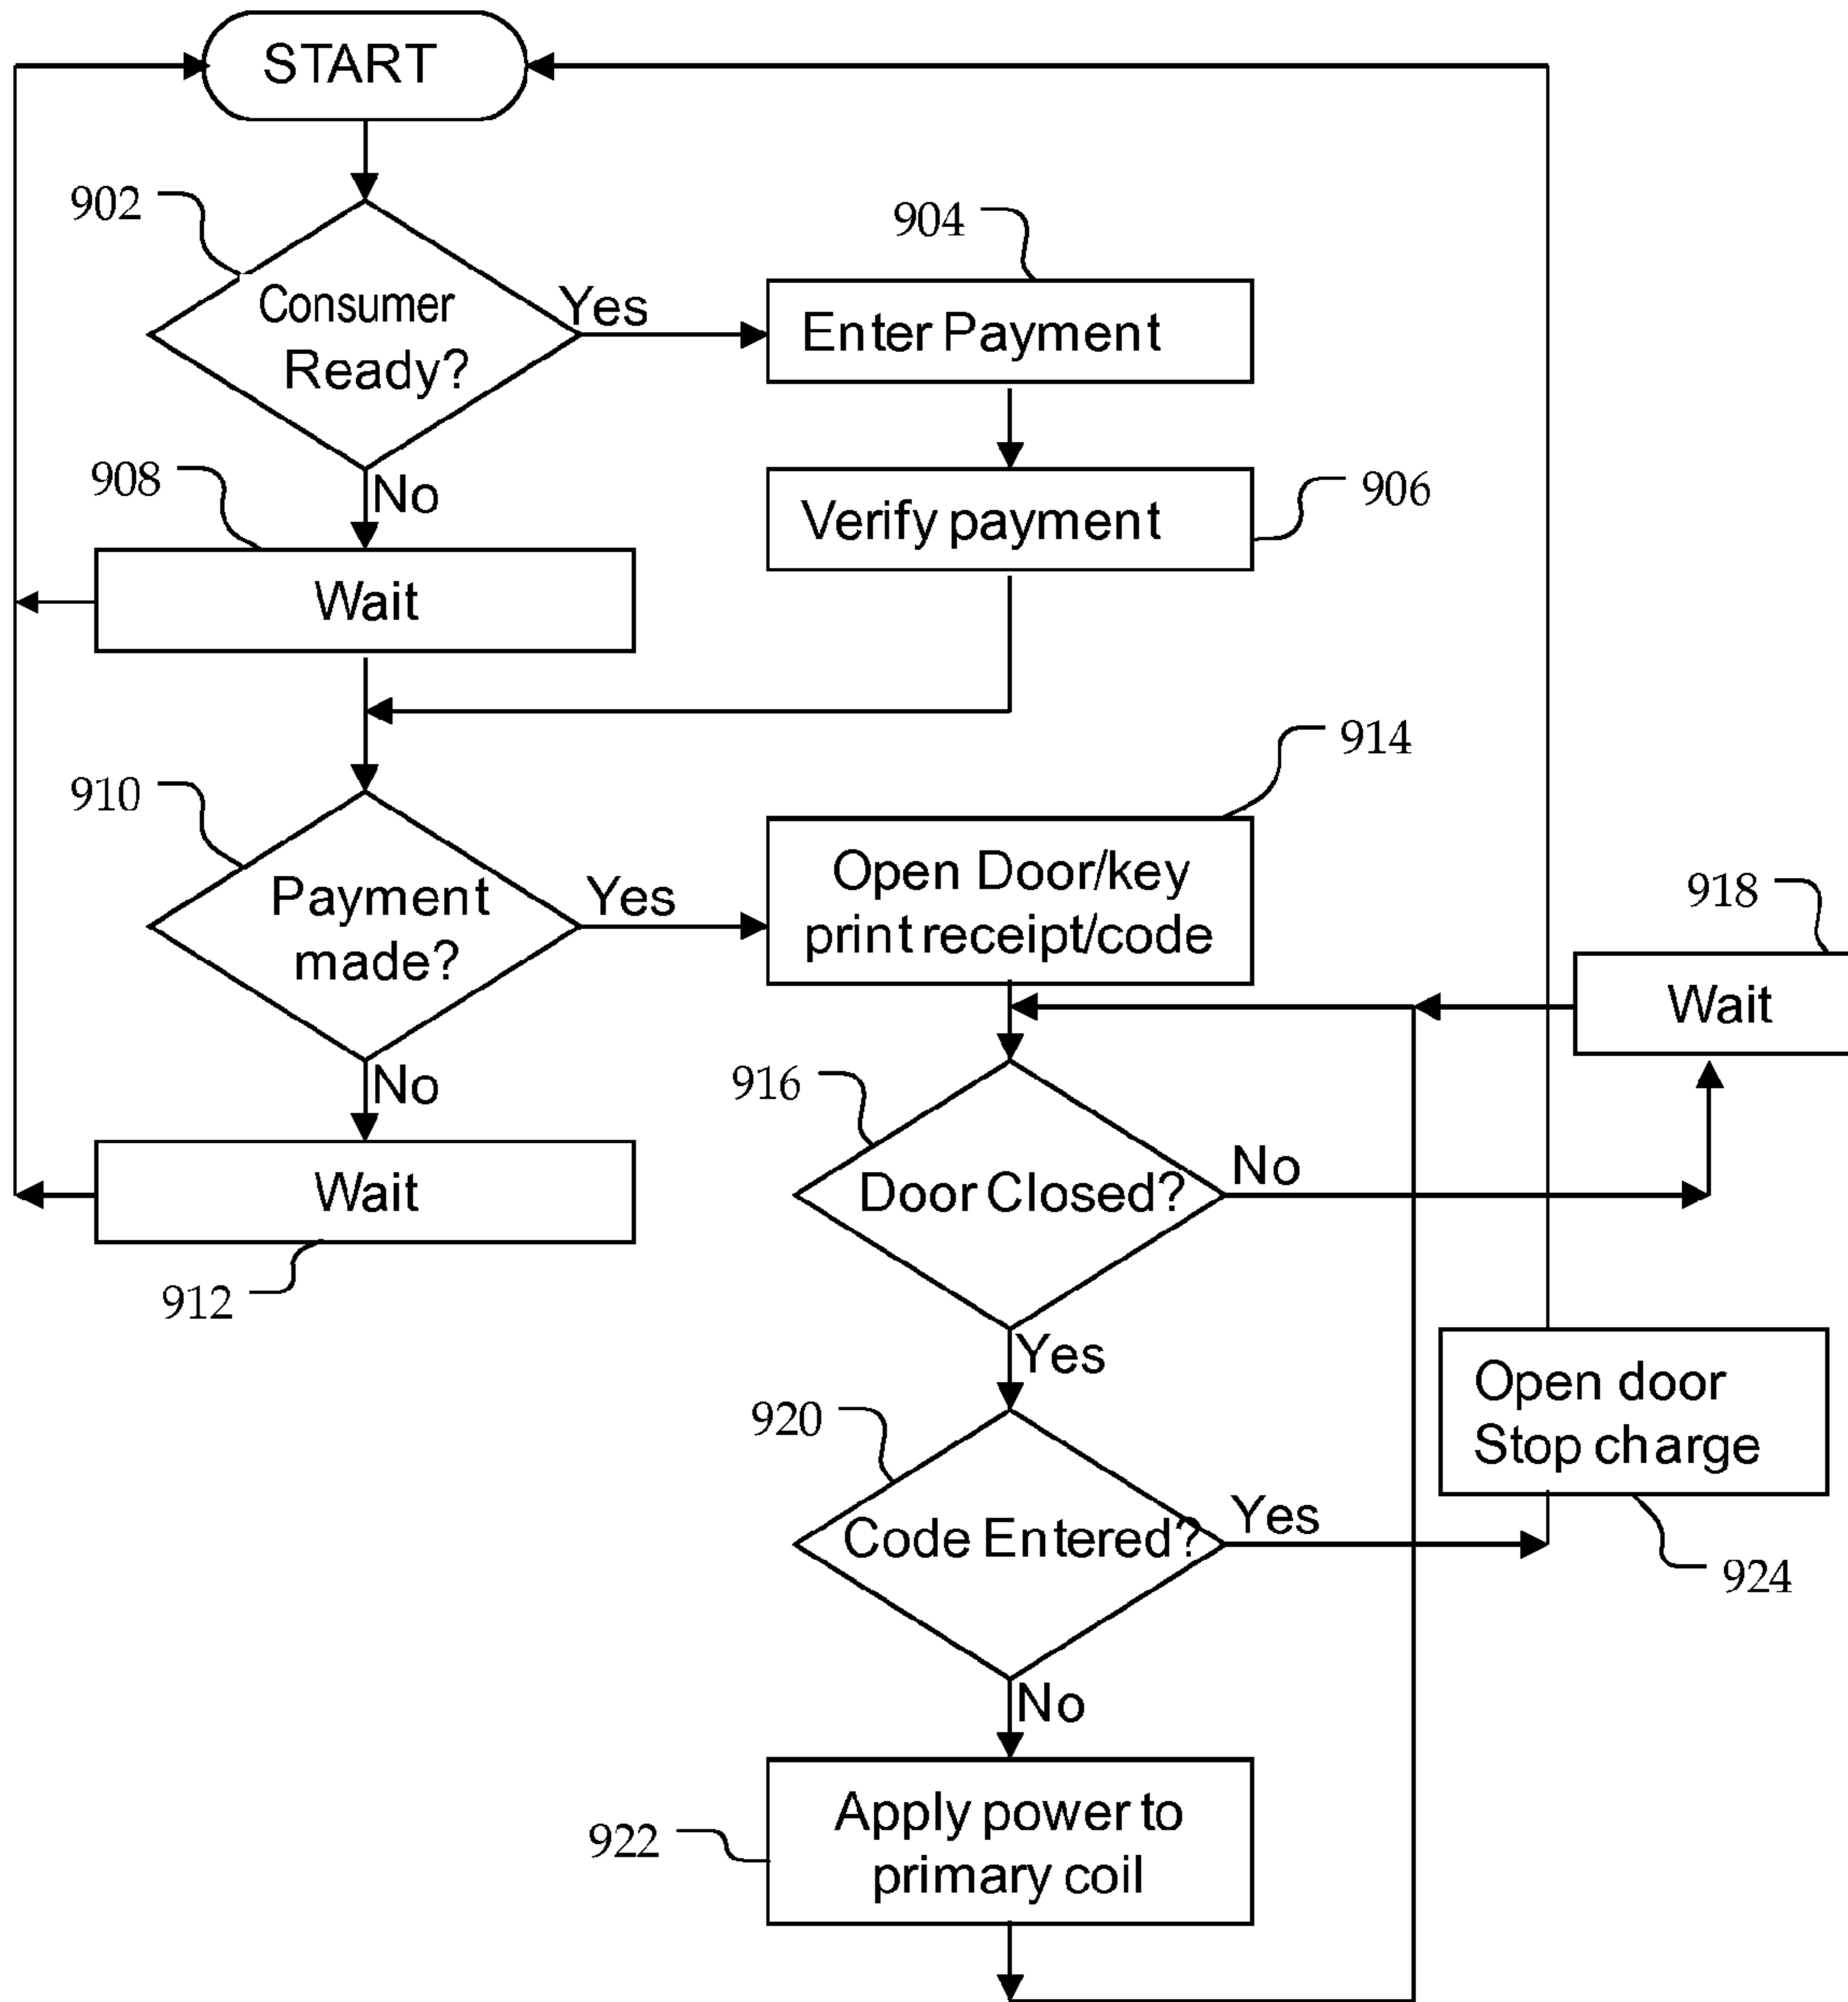 START
902
Consumer
Ready?
Yes
904
Enter Payment
No
908
Wait
Verify payment
906
910
Payment
made?
Yes
914
Open Door/key
print receipt/code
918
Wait
No
Wait
912
916
Door Closed?
No
Yes
920
Code Entered?
Yes
Open door
Stop charge
924
No
922
Apply power to
primary coil